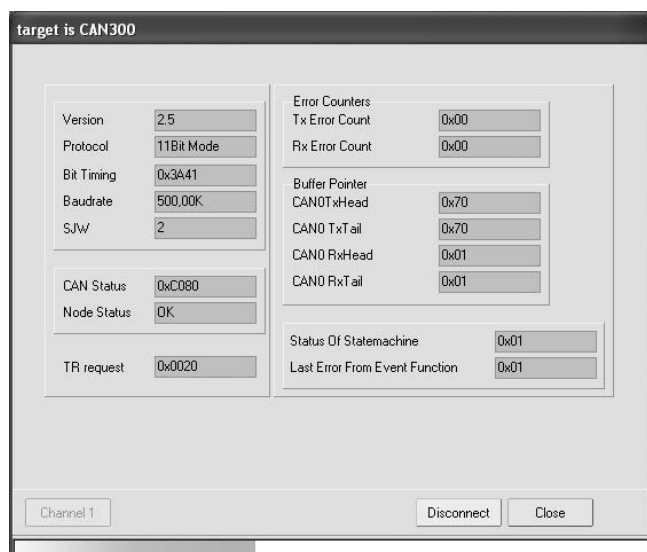 target is CAN300
Version 2.5
Protocol 11Bit Mode
Bit Timing 0x3A41
Baudrate 500,00K
SJW 2
CAN Status 0xC080
Node Status OK
TR request 0x0020
Error Counters
Tx Error Count 0x00
Rx Error Count 0x00
Buffer Pointer
CAN0TxHead 0x70
CAN0 TxTail 0x70
CAN0 RxHead 0x01
CAN0 RxTail 0x01
Status Of Statemachine 0x01
Last Error From Event Function 0x01
Channel 1
Disconnect Close